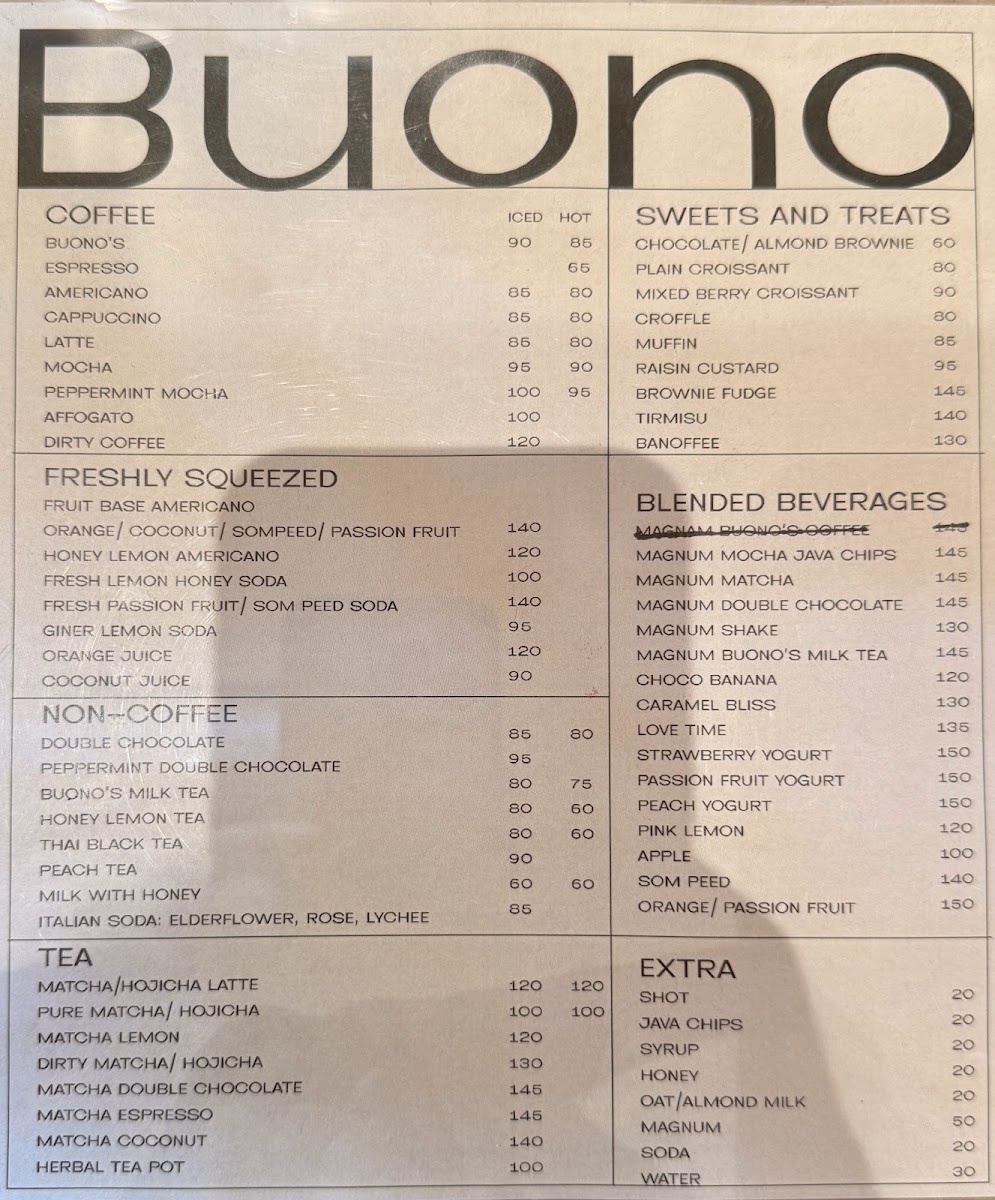 Buono
COFFEE ICED HOT
BUONO'S 90 85
ESPRESSO 65
AMERICANO 85 80
CAPPUCCINO 85 80
LATTE 85 80
MOCHA 95 90
PEPPERMINT MOCHA 100 95
AFFOGATO 100
DIRTY COFFEE 120
FRESHLY SQUEEZED
FRUIT BASE AMERICANO
ORANGE/ COCONUT/ SOMPEED/ PASSION FRUIT 140
HONEY LEMON AMERICANO 120
FRESH LEMON HONEY SODA 100
FRESH PASSION FRUIT/ SOM PEED SODA 140
GINER LEMON SODA 95
ORANGE JUICE 120
COCONUT JUICE 90
NON-COFFEE
DOUBLE CHOCOLATE 85 80
PEPPERMINT DOUBLE CHOCOLATE 95
BUONO'S MILK TEA 80 75
HONEY LEMON TEA 80 60
THAI BLACK TEA 80 60
PEACH TEA 90
MILK WITH HONEY 60 60
ITALIAN SODA: ELDERFLOWER, ROSE, LYCHEE 85
TEA
MATCHA/HOJICHA LATTE 120 120
PURE MATCHA/ HOJICHA 100 100
MATCHA LEMON 120
DIRTY MATCHA/ HOJICHA 130
MATCHA DOUBLE CHOCOLATE 145
MATCHA ESPRESSO 145
MATCHA COCONUT 140
HERBAL TEA POT 100
SWEETS AND TREATS
CHOCOLATE/ ALMOND BROWNIE 60
PLAIN CROISSANT 80
MIXED BERRY CROISSANT 90
CROFFLE 80
MUFFIN 85
RAISIN CUSTARD 95
BROWNIE FUDGE 145
TIRMISU 140
BANOFFEE 130
BLENDED BEVERAGES
MAGNAM BUONO'S COFFEE 145
MAGNUM MOCHA JAVA CHIPS 145
MAGNUM MATCHA 145
MAGNUM DOUBLE CHOCOLATE 145
MAGNUM SHAKE 130
MAGNUM BUONO'S MILK TEA 145
CHOCO BANANA 120
CARAMEL BLISS 130
LOVE TIME 135
STRAWBERRY YOGURT 150
PASSION FRUIT YOGURT 150
PEACH YOGURT 150
PINK LEMON 120
APPLE 100
SOM PEED 140
ORANGE/ PASSION FRUIT 150
EXTRA
SHOT 20
JAVA CHIPS 20
SYRUP 20
HONEY 20
OAT/ALMOND MILK 20
MAGNUM 50
SODA 20
WATER 30